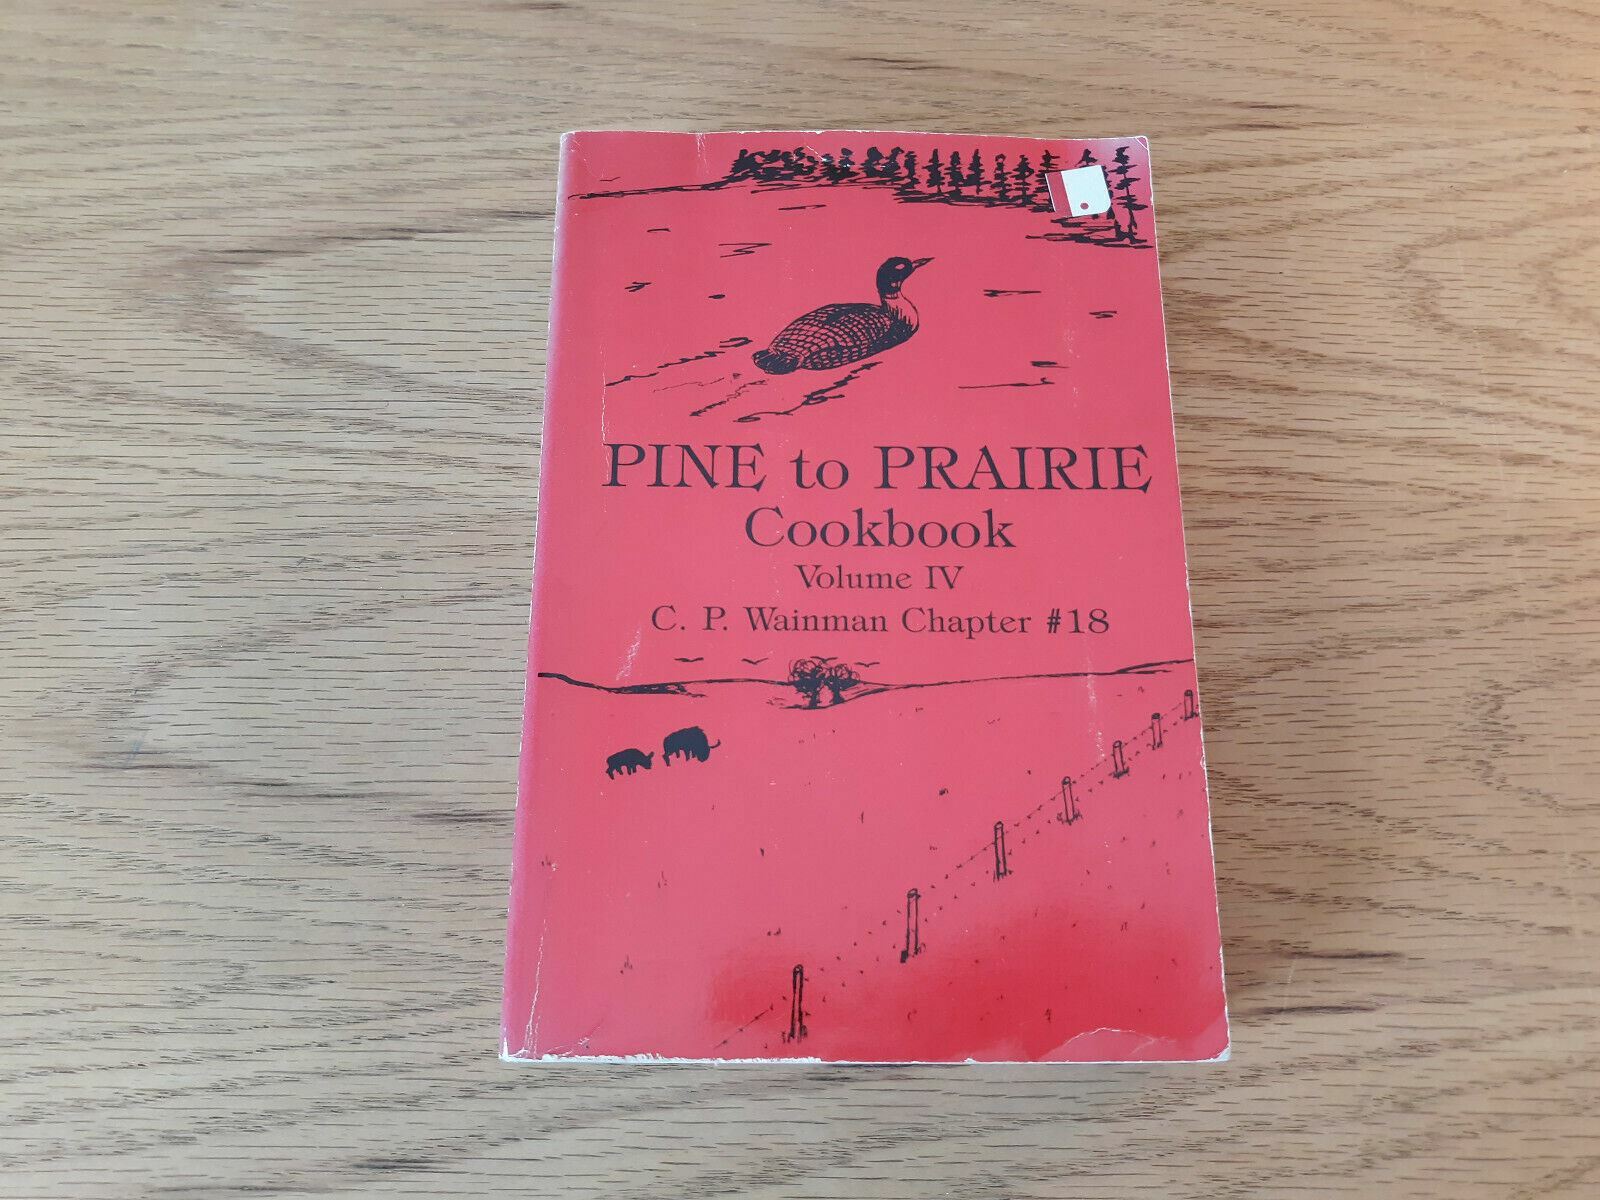 PINE to PRAIRIE
Cookbook
Volume IV
C. P. Wainman Chapter #18